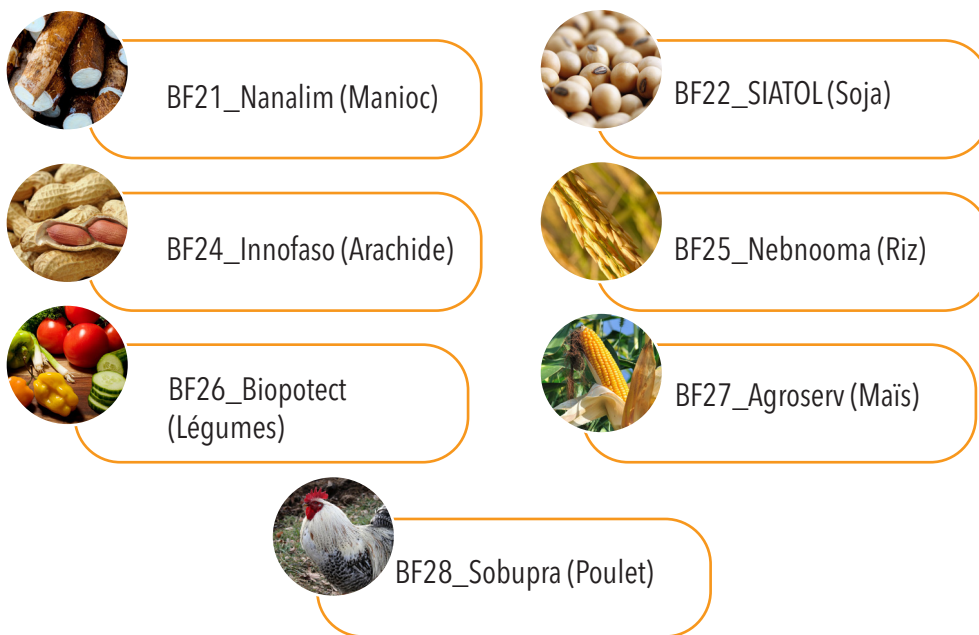 BF21_Nanalim (Manioc)
BF22_SIATOL (Soja)
BF24_Innofaso (Arachide)
BF25_Nebnooma (Riz)
BF26_Biopotect
(Légumes)
BF27_Agroserv (Maïs)
BF28_Sobupra (Poulet)